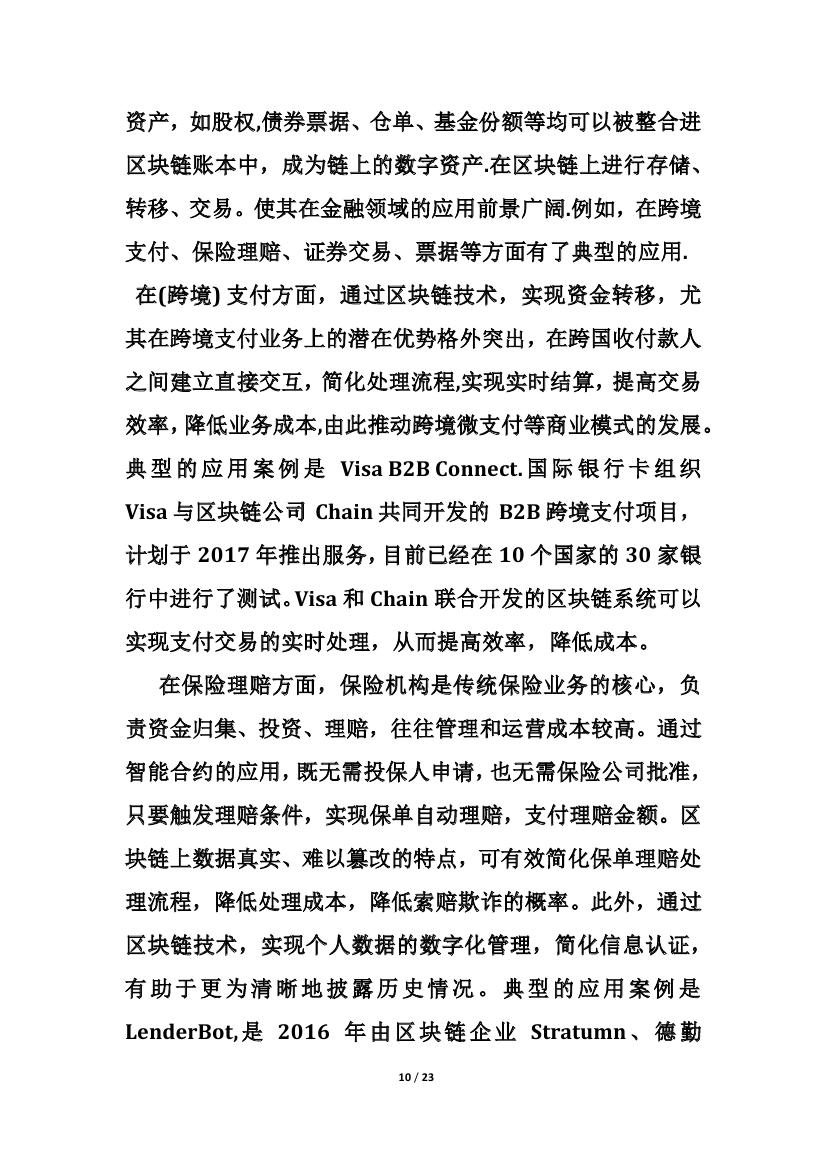 资产，如股权,债券票据、仓单、基金份额等均可以被整合进
区块链账本中，成为链上的数字资产.在区块链上进行存储、
转移、交易。使其在金融领域的应用前景广阔.例如，在跨境
支付、保险理赔、证券交易、票据等方面有了典型的应用.
在(跨境) 支付方面，通过区块链技术，实现资金转移，尤
其在跨境支付业务上的潜在优势格外突出，在跨国收付款人
之间建立直接交互，简化处理流程,实现实时结算，提高交易
效率，降低业务成本,由此推动跨境微支付等商业模式的发展。
典型的应用案例是 Visa B2B Connect.国际银行卡组织
Visa 与区块链公司 Chain 共同开发的 B2B 跨境支付项目，
计划于 2017 年推出服务，目前已经在 10 个国家的 30 家银
行中进行了测试。Visa 和 Chain 联合开发的区块链系统可以
实现支付交易的实时处理，从而提高效率，降低成本。
在保险理赔方面，保险机构是传统保险业务的核心，负
责资金归集、投资、理赔，往往管理和运营成本较高。通过
智能合约的应用，既无需投保人申请，也无需保险公司批准，
只要触发理赔条件，实现保单自动理赔，支付理赔金额。区
块链上数据真实、难以篡改的特点，可有效简化保单理赔处
理流程，降低处理成本，降低索赔欺诈的概率。此外，通过
区块链技术，实现个人数据的数字化管理，简化信息认证，
有助于更为清晰地披露历史情况。典型的应用案例是
LenderBot,是 2016 年由区块链企业 Stratumn、德勤
10 / 23